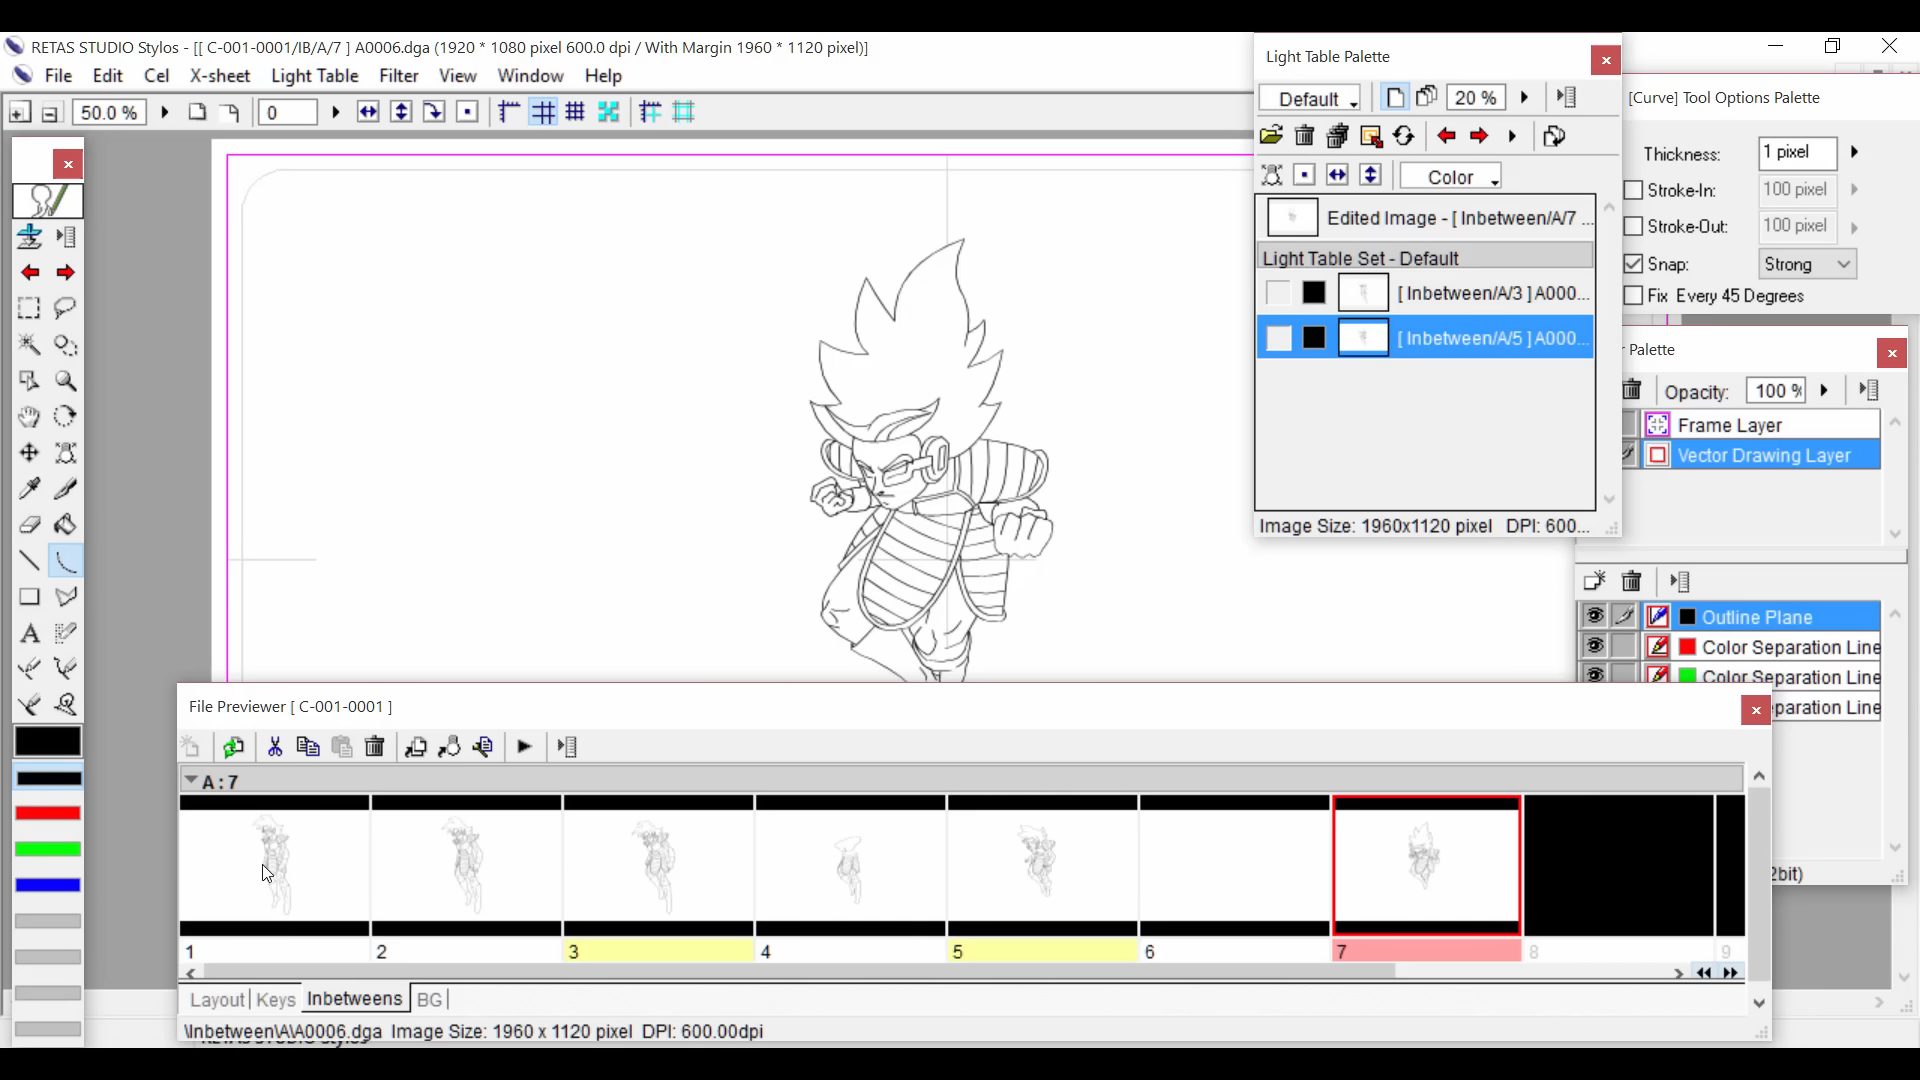 RETAS STUDIO Stylos - [[ C-001-0001/IB/A/7 ] A0006.dga (1920 * 1080 pixel 600.0 dpi / With Margin 1960 * 1120 pixel)]
File Edit Cel X-sheet Light Table Filter View Window Help
50.0 %
0
Light Table Palette
Default
20 %
Color
Edited Image - [ Inbetween/A/7 ...
Light Table Set - Default
[ Inbetween/A/3 ] A000...
[ Inbetween/A/5 ] A000...
Image Size: 1960x1120 pixel DPI: 600...
[Curve] Tool Options Palette
Thickness: 1 pixel
Stroke-In: 100 pixel
Stroke-Out: 100 pixel
Snap: Strong
Fix Every 45 Degrees
Palette
Opacity: 100 %
Frame Layer
Vector Drawing Layer
Outline Plane
Color Separation Line
Color Separation Line
paration Line
2bit)
File Previewer [ C-001-0001 ]
A : 7
1 2 3 4 5 6 7 8 9
Layout Keys Inbetweens BG
\Inbetween\A\A0006.dga Image Size: 1960 x 1120 pixel DPI: 600.00dpi